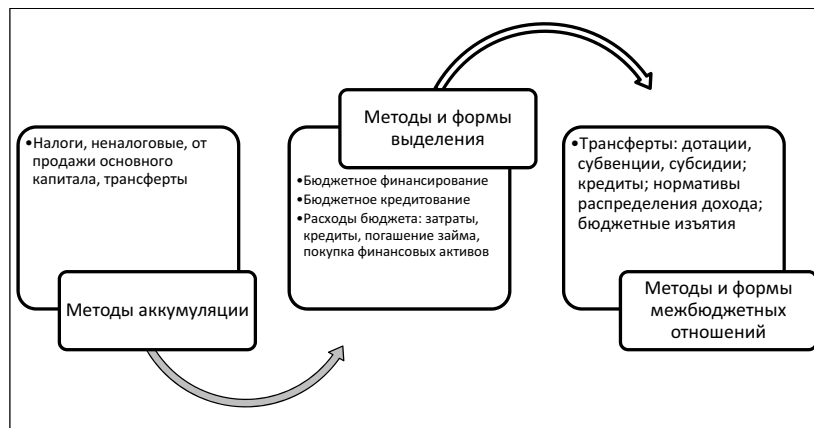 •Налоги, неналоговые, от
продажи основного
капитала, трансферты
Методы аккумуляции
Методы и формы
выделения
•Бюджетное финансирование
•Бюджетное кредитование
•Расходы бюджета: затраты,
кредиты, погашение займа,
покупка финансовых активов
•Трансферты: дотации,
субвенции, субсидии;
кредиты; нормативы
распределения дохода;
бюджетные изъятия
Методы и формы
межбюджетных
отношений